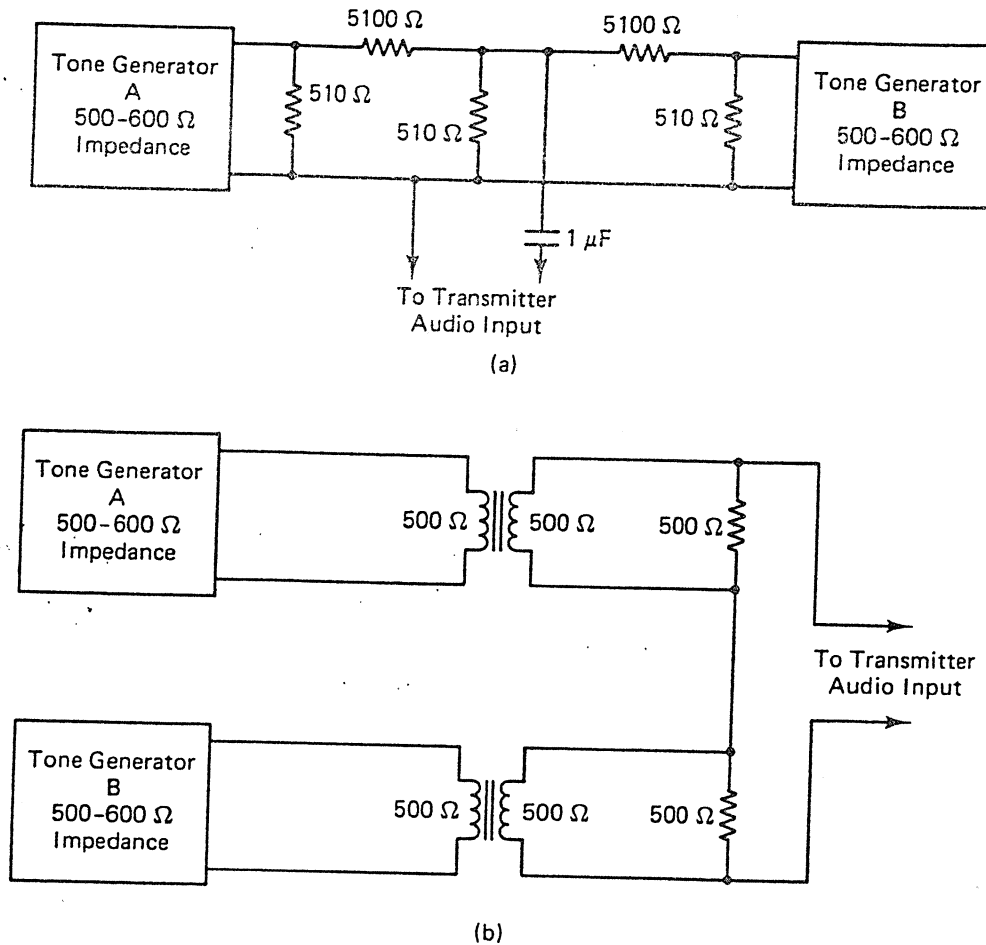 5100 Ω
5100 Ω
Tone Generator
A
500-600 Ω
Impedance
510 Ω
510 Ω
510 Ω
Tone Generator
B
500-600 Ω
Impedance
1 μF
To Transmitter
Audio Input
(a)
Tone Generator
A
500-600 Ω
Impedance
500 Ω
500 Ω
500 Ω
To Transmitter
Audio Input
Tone Generator
B
500-600 Ω
Impedance
500 Ω
500 Ω
500 Ω
(b)